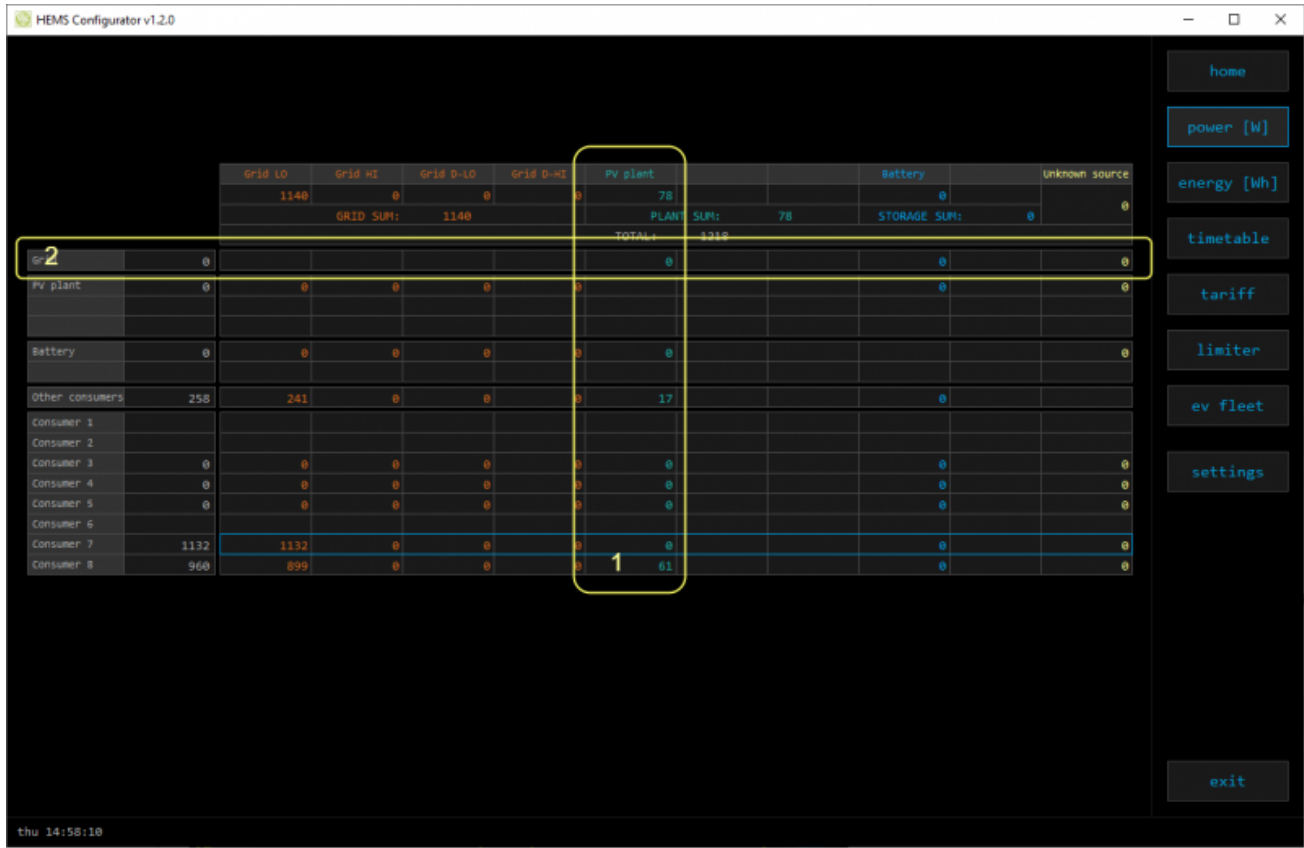 HEMS Configurator v1.2.0
home
power [W]
energy [Wh]
timetable
tariff
limiter
ev fleet
settings
exit
Grid LO Grid HI Grid D-LO Grid D-HI PV plant Battery Unknown source
1140 0 0 0 78 0 0
GRID SUM: 1140 PLANT SUM: 78 STORAGE SUM: 0
TOTAL: 1218
2
0 0 0 0
PV plant 0 0 0 0 0 0 0
Battery 0 0 0 0 0 0 0
Other consumers 258 241 0 0 0 17 0
Consumer 1
Consumer 2
Consumer 3 0 0 0 0 0 0 0 0
Consumer 4 0 0 0 0 0 0 0 0
Consumer 5 0 0 0 0 0 0 0 0
Consumer 6
Consumer 7 1132 1132 0 0 0 0 0 0
Consumer 8 960 899 0 0 0 61 0 0
1
thu 14:58:10